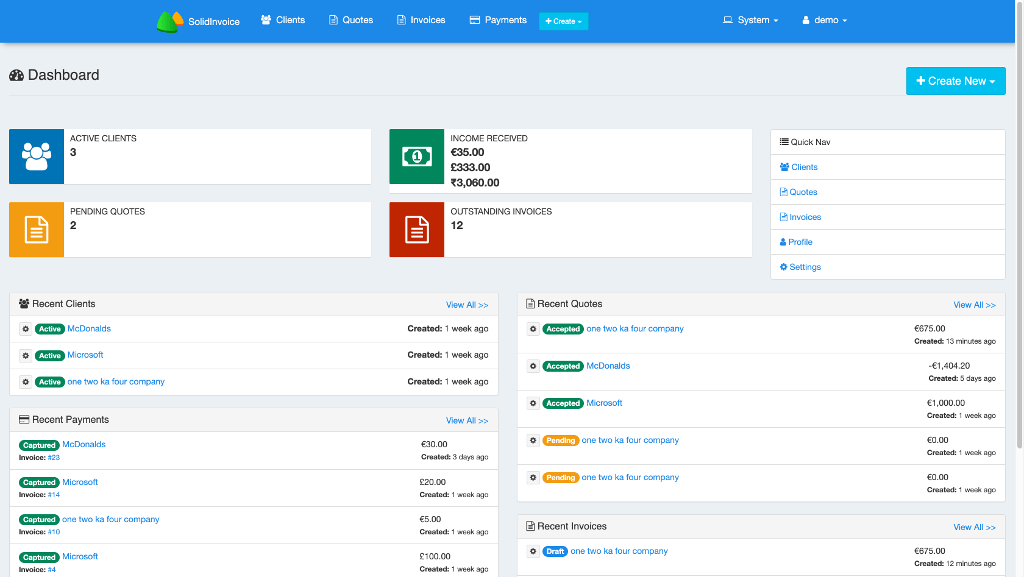 SolidInvoice Clients Quotes Invoices Payments Create System demo
Dashboard
Create New
ACTIVE CLIENTS
3
INCOME RECEIVED
€35.00
£333.00
₹3,060.00
PENDING QUOTES
2
OUTSTANDING INVOICES
12
Quick Nav
Clients
Quotes
Invoices
Profile
Settings
Recent Clients View All >>
Active McDonalds Created: 1 week ago
Active Microsoft Created: 1 week ago
Active one two ka four company Created: 1 week ago
Recent Payments View All >>
Captured McDonalds €30.00
Invoice: #23 Created: 3 days ago
Captured Microsoft £20.00
Invoice: #14 Created: 1 week ago
Captured one two ka four company €5.00
Invoice: #10 Created: 1 week ago
Captured Microsoft £100.00
Invoice: #4 Created: 1 week ago
Recent Quotes View All >>
Accepted one two ka four company €675.00
Created: 13 minutes ago
Accepted McDonalds -€1,404.20
Created: 5 days ago
Accepted Microsoft €1,000.00
Created: 1 week ago
Pending one two ka four company €0.00
Created: 1 week ago
Pending one two ka four company €0.00
Created: 1 week ago
Recent Invoices View All >>
Draft one two ka four company €675.00
Created: 12 minutes ago